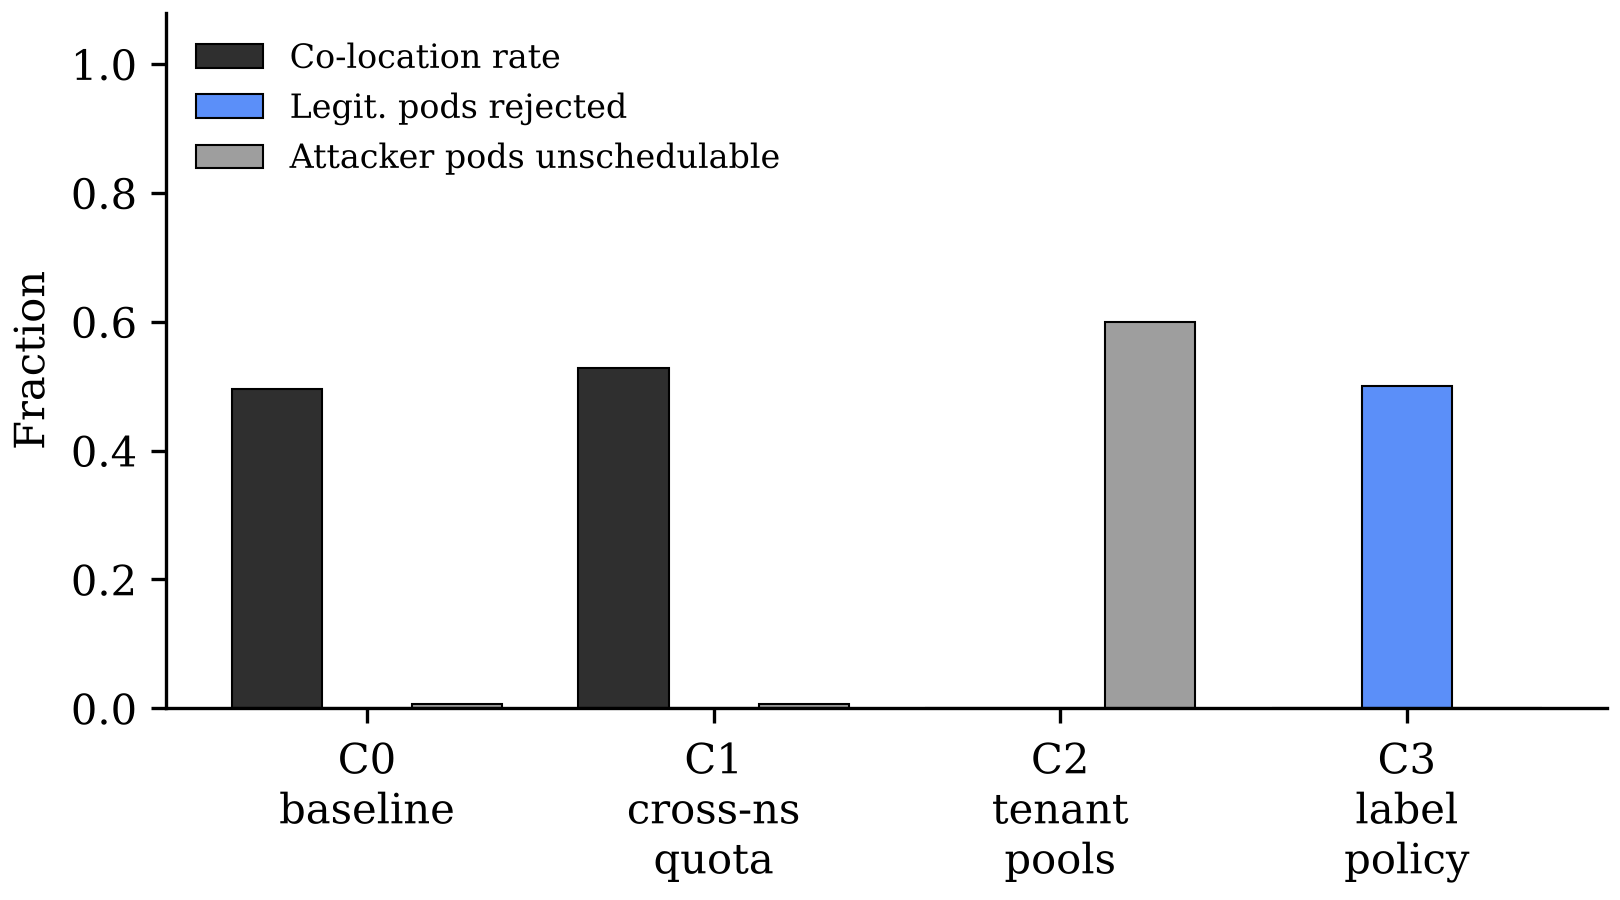 Co-location rate
Legit. pods rejected
Attacker pods unschedulable
Fraction
1.0
0.8
0.6
0.4
0.2
0.0
C0
baseline
C1
cross-ns
quota
C2
tenant
pools
C3
label
policy